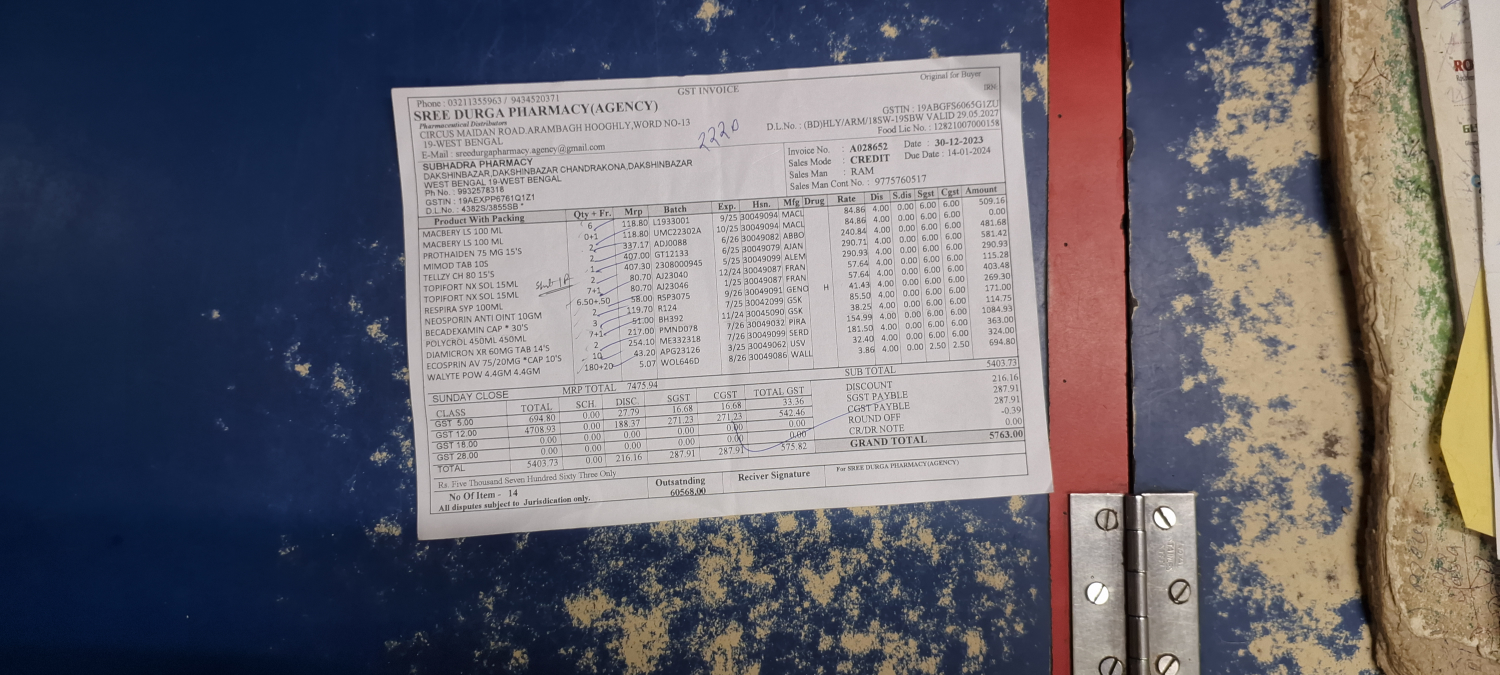 GST INVOICE
Original for Buyer
Phone : 03211355963 / 9434520371
SREE DURGA PHARMACY(AGENCY)
Pharmaceutical Distributors
CIRCUS MAIDAN ROAD,ARAMBAGH HOOGHLY,WORD NO-13
19-WEST BENGAL
E-Mail : sreedurgapharmacy.agency@gmail.com
2220
GSTIN : 19ABGFS6065G1ZU
D.L.No. : (BD)HLY/ARM/18SW-195BW VALID 29.05.2027
Food Lic No. : 12821007000158
SUBHADRA PHARMACY
DAKSHINBAZAR,DAKSHINBAZAR CHANDRAKONA,DAKSHINBAZAR
WEST BENGAL 19-WEST BENGAL
Ph No. : 9932578318
GSTIN : 19AEXPP6761Q1Z1
D.L.No. : 4382S/3855SB *
Invoice No. : A028652 Date : 30-12-2023
Sales Mode : CREDIT Due Date : 14-01-2024
Sales Man : RAM
Sales Man Cont No. : 9775760517
Product With Packing Qty + Fr. Mrp Batch Exp. Hsn. Mfg Drug Rate Dis S.dis Sgst Cgst Amount
MACBERY LS 100 ML 6 118.80 L1933001 9/25 30049094 MACL 84.86 4.00 0.00 6.00 6.00 509.16
MACBERY LS 100 ML 0+1 118.80 UMC22302A 10/25 30049094 MACL 84.86 4.00 0.00 6.00 6.00 0.00
PROTHAIDEN 75 MG 15'S 2 337.17 ADJ0088 6/26 30049082 ABBO 240.84 4.00 0.00 6.00 6.00 481.68
MIMOD TAB 10S 2 407.00 GT12133 6/25 30049079 AJAN 290.71 4.00 0.00 6.00 6.00 581.42
TELLZY CH 80 15'S 1 407.30 2308000945 5/25 30049099 ALEM 290.93 4.00 0.00 6.00 6.00 290.93
TOPIFORT NX SOL 15ML 2 80.70 AJ23040 12/24 30049087 FRAN 57.64 4.00 0.00 6.00 6.00 115.28
TOPIFORT NX SOL 15ML 7+1 80.70 AJ23046 1/25 30049087 FRAN 57.64 4.00 0.00 6.00 6.00 403.48
RESPIRA SYP 100ML 6.50+.50 58.00 RSP3075 9/26 30049091 GENO H 41.43 4.00 0.00 6.00 6.00 269.30
NEOSPORIN ANTI OINT 10GM 2 119.70 R124 7/25 30042099 GSK 85.50 4.00 0.00 6.00 6.00 171.00
BECADEXAMIN CAP * 30'S 3 51.00 BH392 11/24 30045090 GSK 38.25 4.00 0.00 6.00 6.00 114.75
POLYCROL 450ML 450ML 7+1 217.00 PMND078 7/26 30049032 PIRA 154.99 4.00 0.00 6.00 6.00 1084.93
DIAMICRON XR 60MG TAB 14'S 2 254.10 ME332318 7/26 30049099 SERD 181.50 4.00 0.00 6.00 6.00 363.00
ECOSPRIN AV 75/20MG *CAP 10'S 10 43.20 APG23126 3/25 30049062 USV 32.40 4.00 0.00 6.00 6.00 324.00
WALYTE POW 4.4GM 4.4GM 180+20 5.07 WOL646D 8/26 30049086 WALL 3.86 4.00 0.00 2.50 2.50 694.80
SUNDAY CLOSE MRP TOTAL 7475.94 SUB TOTAL 5403.73
CLASS TOTAL SCH. DISC. SGST CGST TOTAL GST
GST 5.00 694.80 0.00 27.79 16.68 16.68 33.36
GST 12.00 4708.93 0.00 188.37 271.23 271.23 542.46
GST 18.00 0.00 0.00 0.00 0.00 0.00 0.00
GST 28.00 0.00 0.00 0.00 0.00 0.00 0.00
TOTAL 5403.73 0.00 216.16 287.91 287.91 575.82
DISCOUNT 216.16
SGST PAYBLE 287.91
CGST PAYBLE 287.91
ROUND OFF -0.39
CR/DR NOTE 0.00
GRAND TOTAL 5763.00
Rs. Five Thousand Seven Hundred Sixty Three Only
No Of Item - 14
All disputes subject to Jurisdication only.
Outsatnding
60568.00
Reciver Signature
For SREE DURGA PHARMACY(AGENCY)
RO